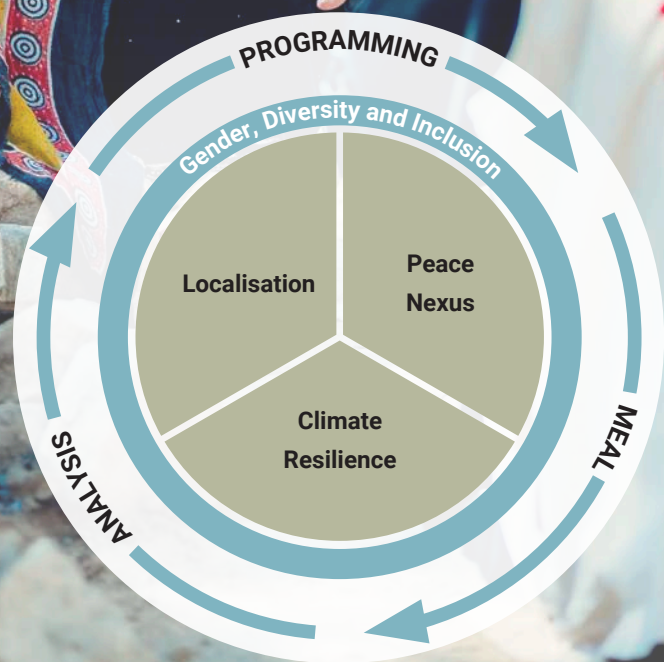 PROGRAMMING
Gender, Diversity and Inclusion
Localisation
Peace
Nexus
Climate
Resilience
MEAL
ANALYSIS